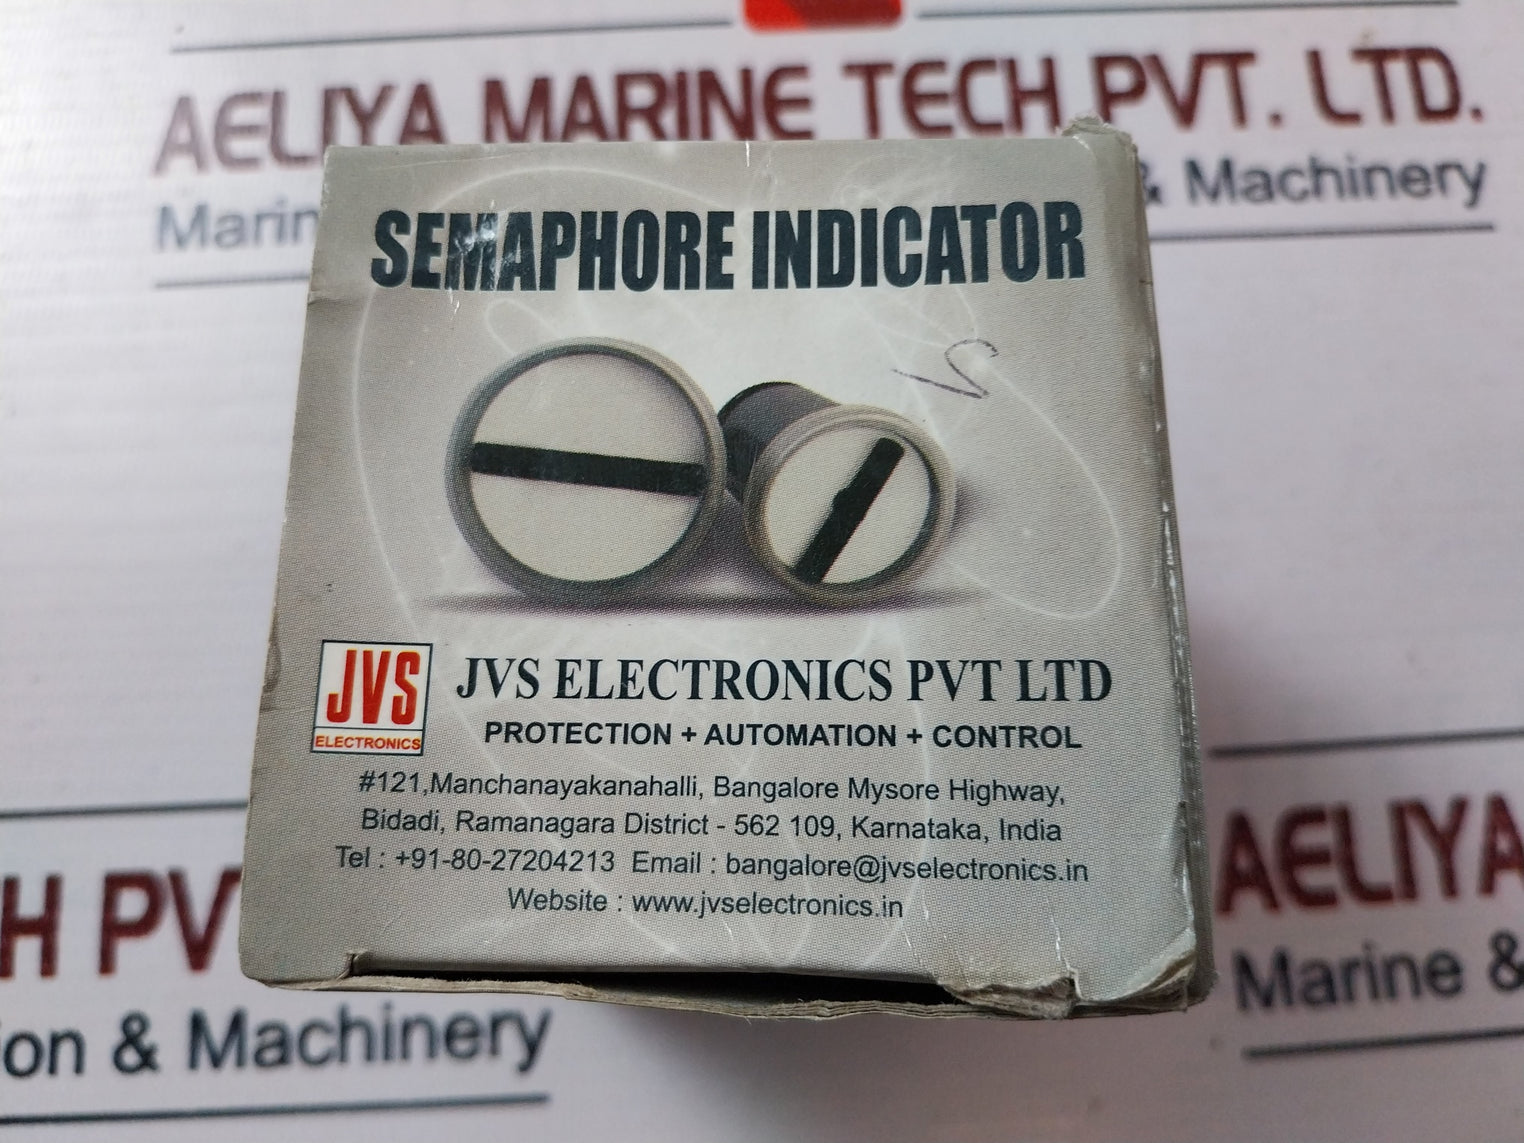 AELIYA MARINE TECH PVT. LTD.
& Machinery
SEMAPHORE INDICATOR
JVS
ELECTRONICS
JVS ELECTRONICS PVT LTD
PROTECTION + AUTOMATION + CONTROL
#121,Manchanayakanahalli, Bangalore Mysore Highway,
Bidadi, Ramanagara District - 562 109, Karnataka, India
Tel : +91-80-27204213 Email : bangalore@jvselectronics.in
Website : www.jvselectronics.in
H PV
ion & Machinery
AELIYA
Marine &